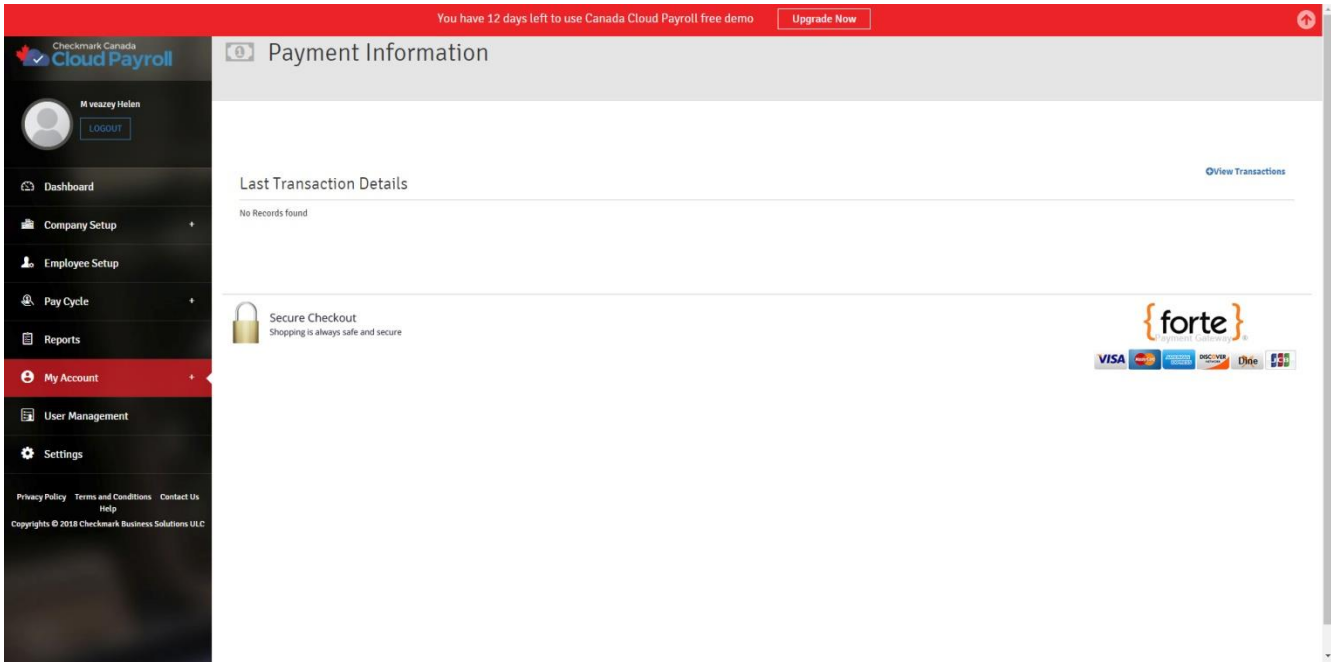 You have 12 days left to use Canada Cloud Payroll free demo Upgrade Now
Checkmark Canada
Cloud Payroll
Payment Information
M veazey Helen
LOGOUT
View Transactions
Dashboard
Last Transaction Details
No Records found
Company Setup +
Employee Setup
Pay Cycle +
Secure Checkout
Shopping is always safe and secure
{forte}
Payment Gateway
Reports
VISA DISCOVER Dine JCB
My Account +
User Management
Settings
Privacy Policy Terms and Conditions Contact Us
Help
Copyrights © 2018 Checkmark Business Solutions ULC